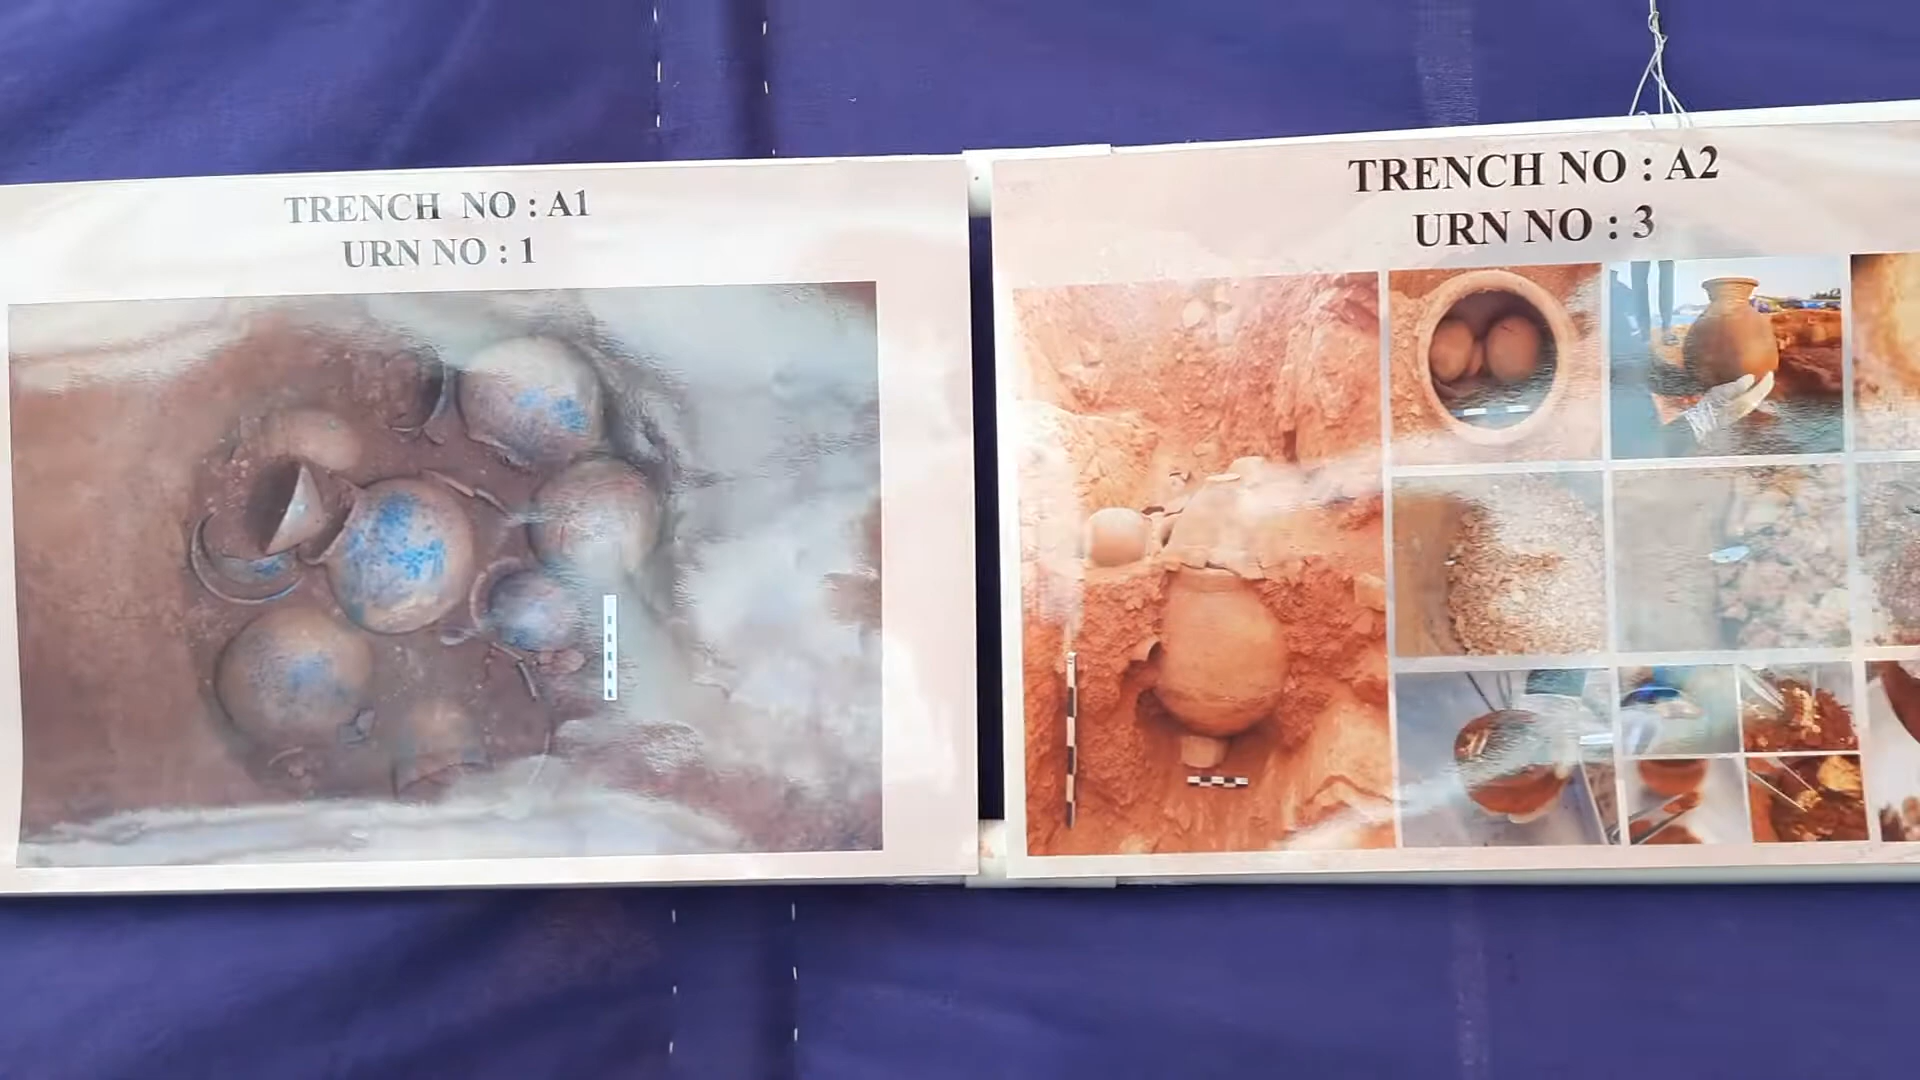 TRENCH NO : A1
URN NO : 1
TRENCH NO : A2
URN NO : 3